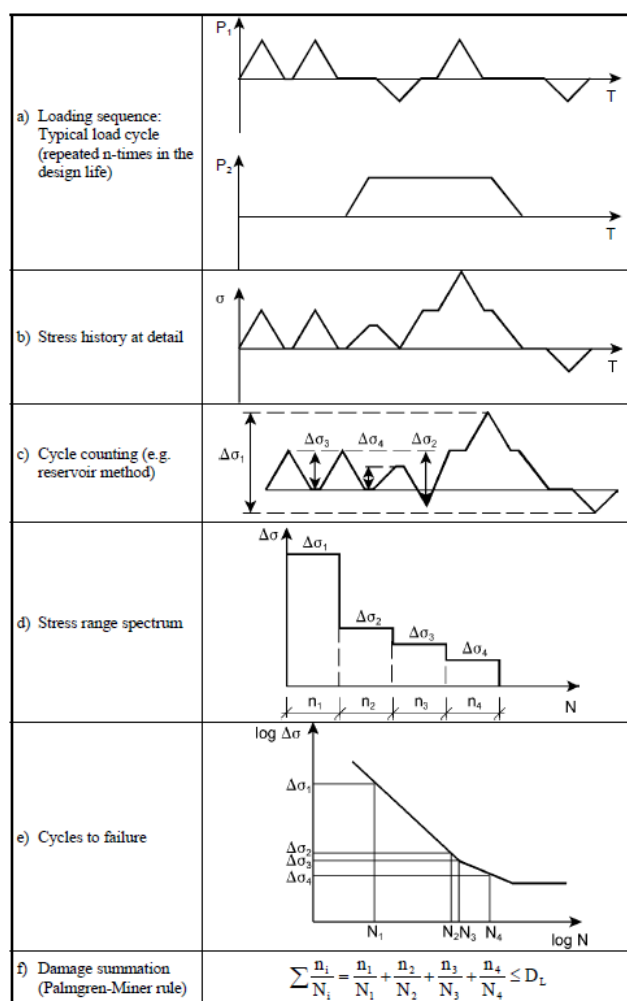 P₁
T
a) Loading sequence:
Typical load cycle
(repeated n-times in the
design life)
P₂
T
b) Stress history at detail
σ
T
c) Cycle counting (e.g.
reservoir method)
Δσ₁
Δσ₃
Δσ₄
Δσ₂
d) Stress range spectrum
Δσ
Δσ₁
Δσ₂
Δσ₃
Δσ₄
n₁ n₂ n₃ n₄ N
e) Cycles to failure
log Δσ
Δσ₁
Δσ₂
Δσ₃
Δσ₄
N₁ N₂ N₃ N₄
log N
f) Damage summation
(Palmgren-Miner rule)
∑ nᵢ/Nᵢ = n₁/N₁ + n₂/N₂ + n₃/N₃ + n₄/N₄ ≤ D_L